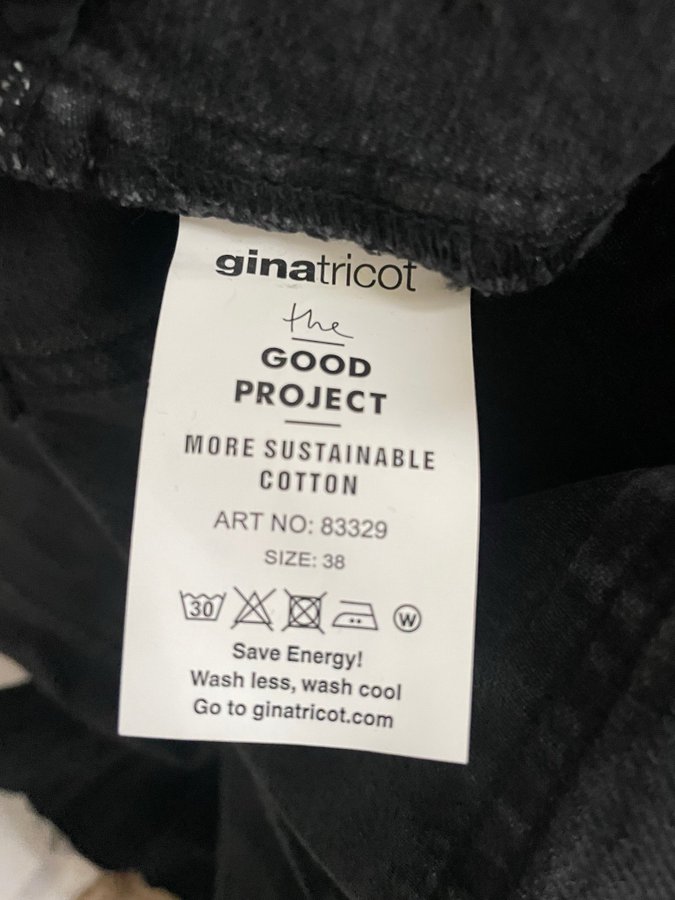 ginatricot
the
GOOD
PROJECT
MORE SUSTAINABLE
COTTON
ART NO: 83329
SIZE: 38
30 W
Save Energy!
Wash less, wash cool
Go to ginatricot.com